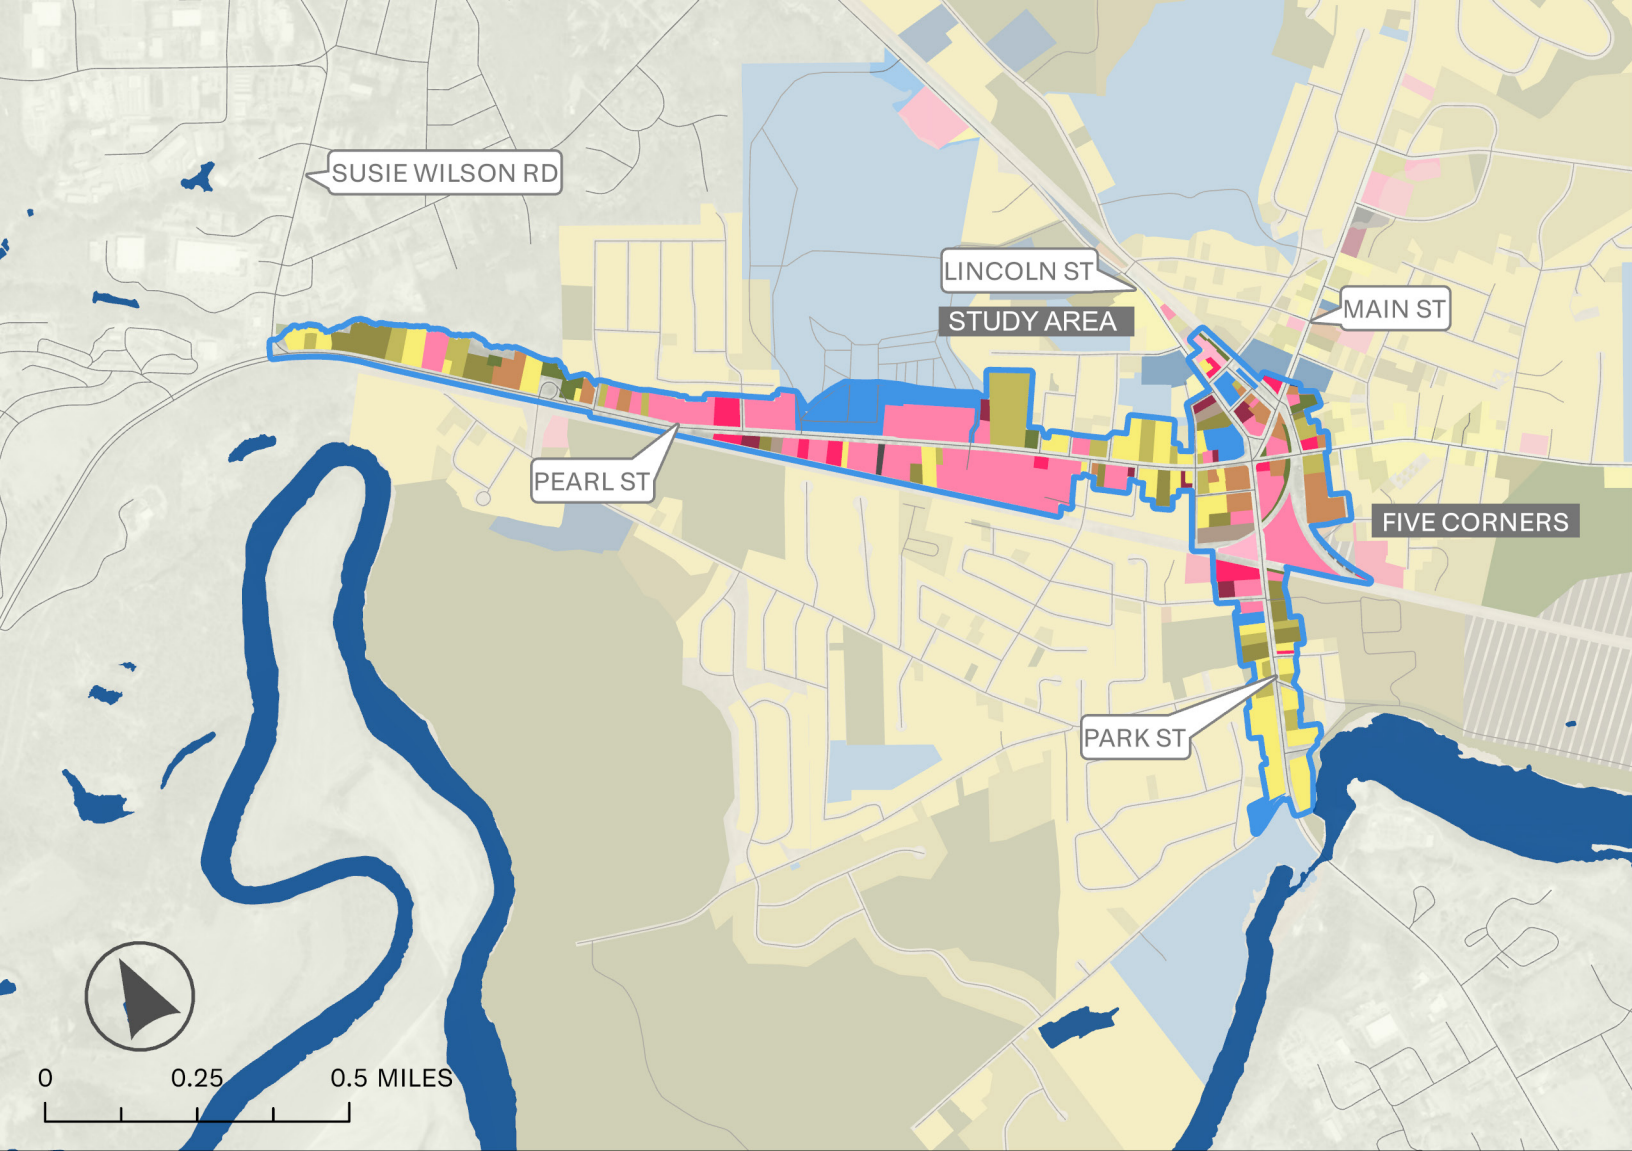 SUSIE WILSON RD
LINCOLN ST
STUDY AREA
MAIN ST
PEARL ST
FIVE CORNERS
PARK ST
0 0.25 0.5 MILES